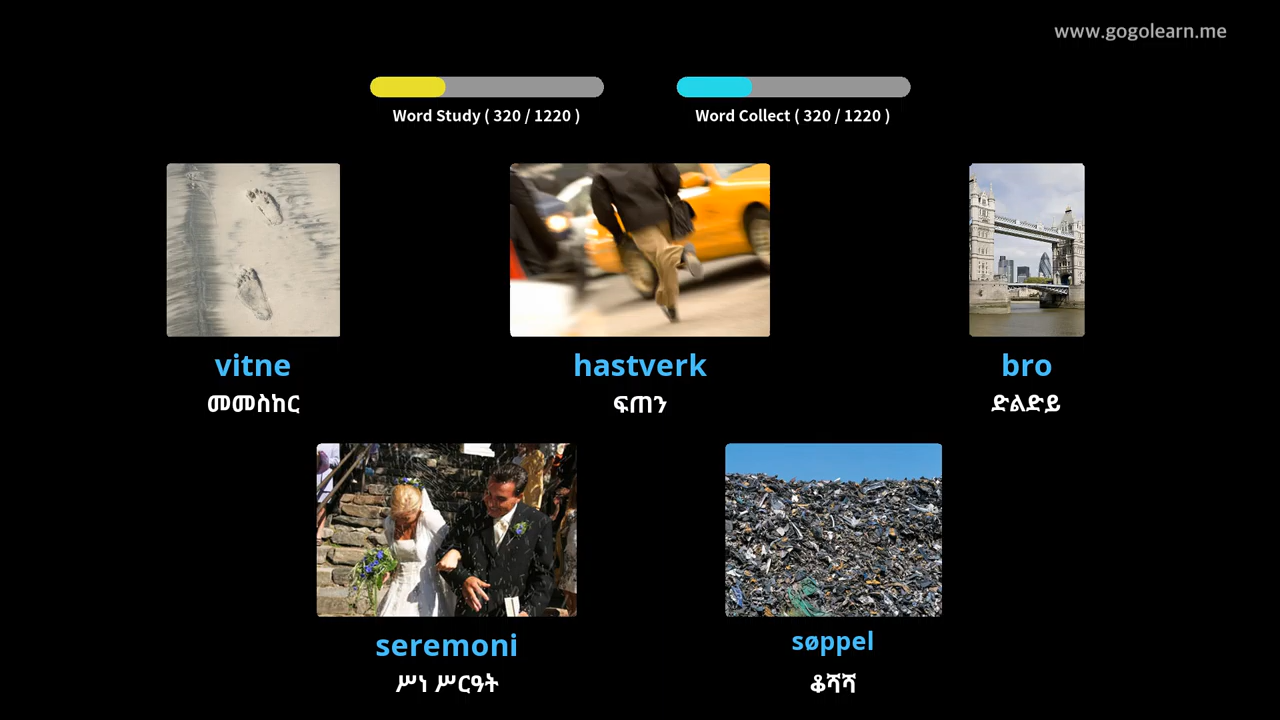 www.gogolearn.me
Word Study ( 320 / 1220 )
Word Collect ( 320 / 1220 )
vitne
መመስከር
hastverk
ፍጠን
bro
ድልድይ
seremoni
ሥነ ሥርዓት
søppel
ቆሻሻ